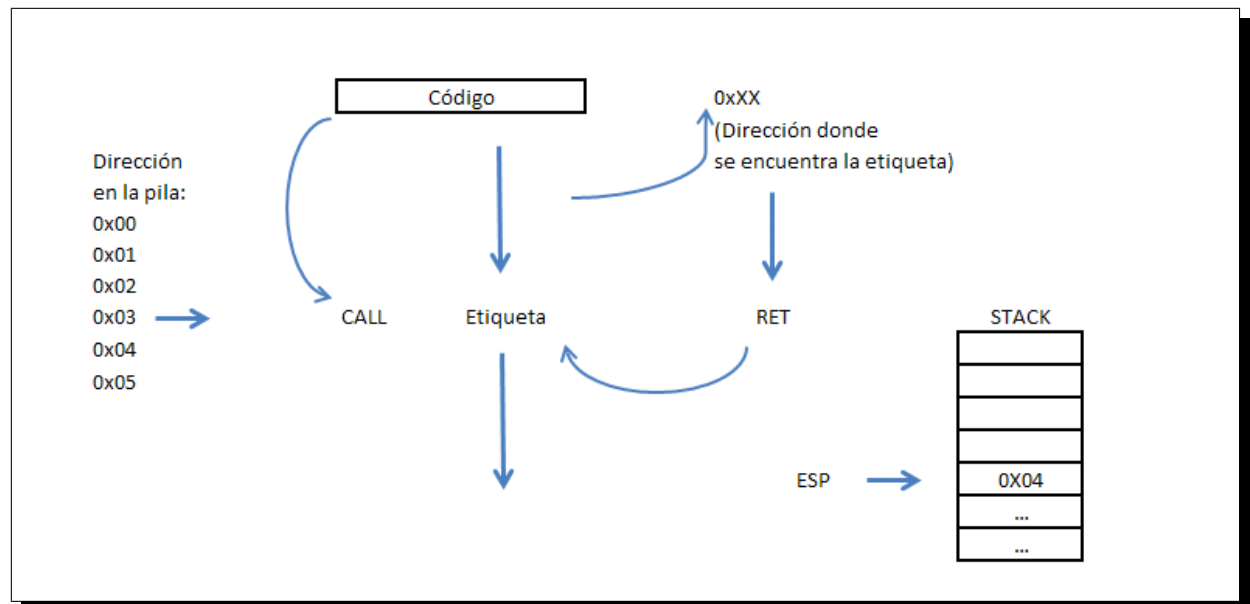 Código
0xXX
(Dirección donde
se encuentra la etiqueta)
Dirección
en la pila:
0x00
0x01
0x02
0x03
0x04
0x05
CALL
Etiqueta
RET
STACK
ESP
0X04
...
...